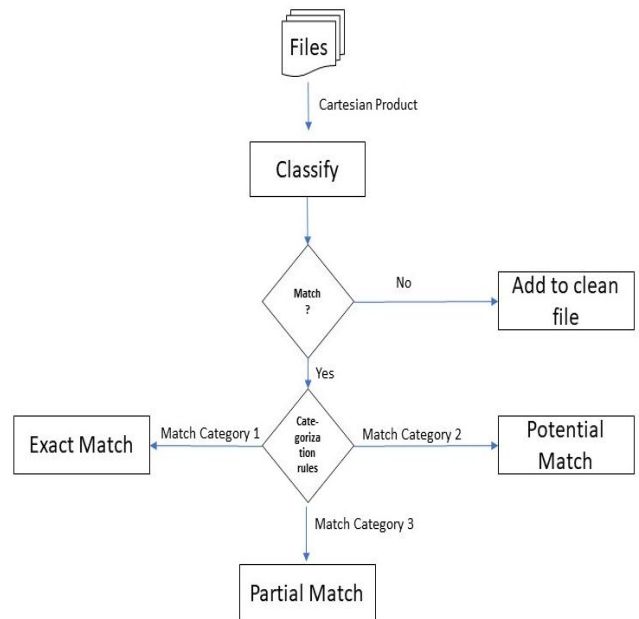 Files
Cartesian Product
Classify
Match
?
No
Add to clean
file
Yes
Cate-
goriza
tion
rules
Match Category 1
Exact Match
Match Category 2
Potential
Match
Match Category 3
Partial Match